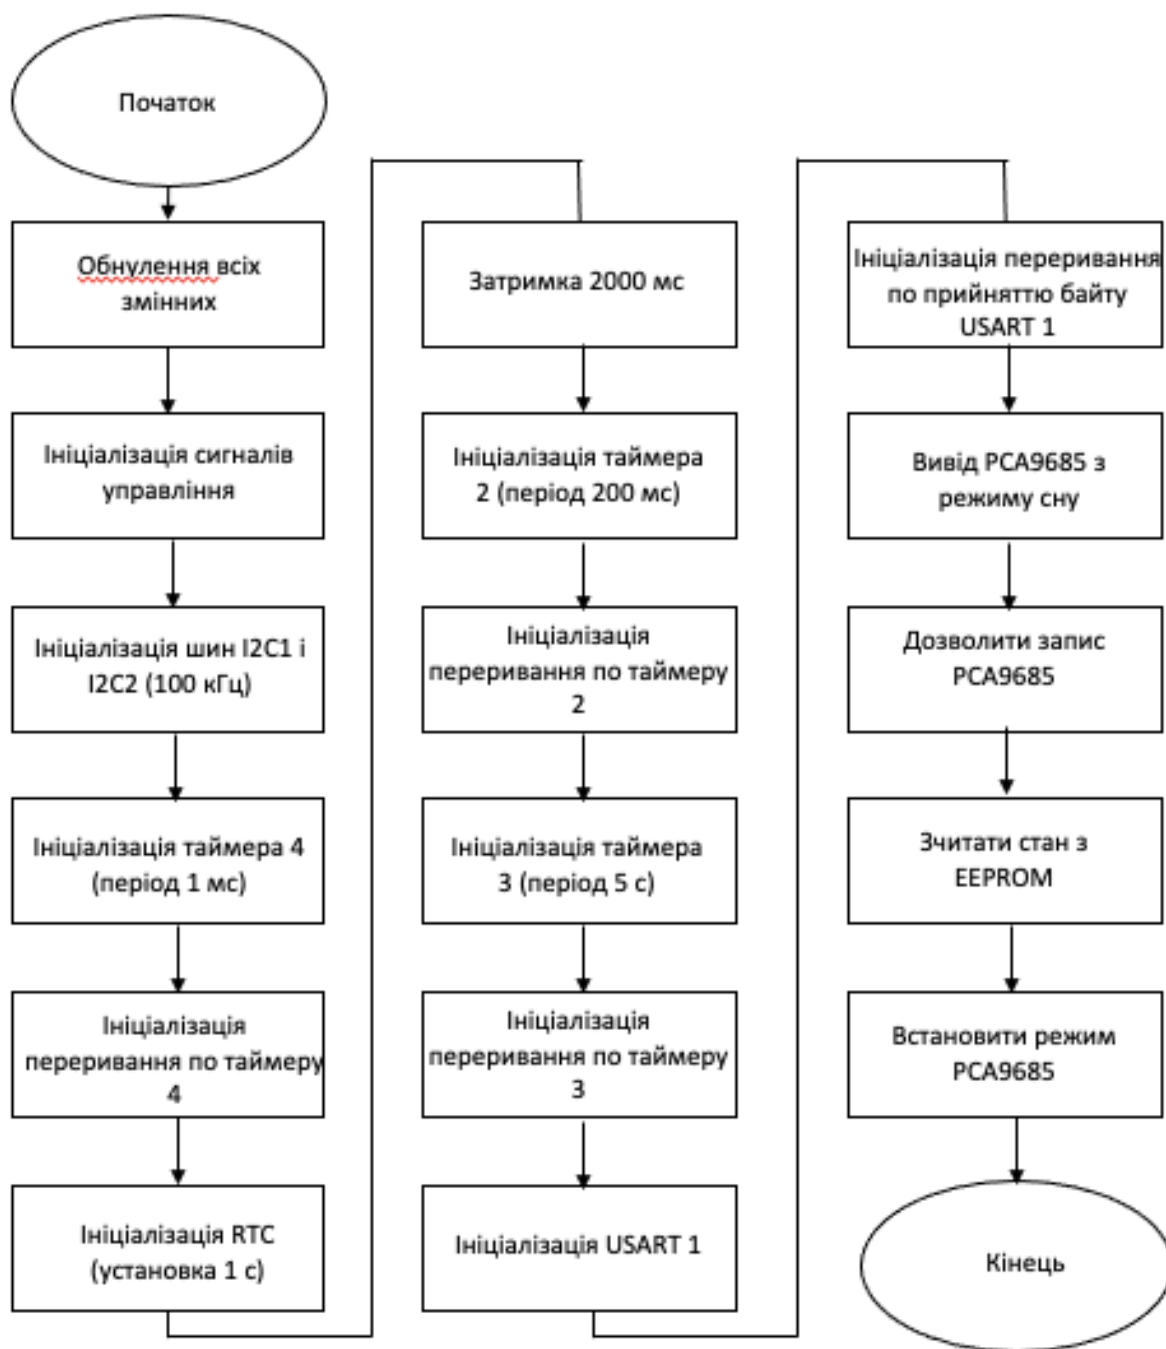 Початок
Обнулення всіх
змінних
Ініціалізація сигналів
управління
Ініціалізація шин I2C1 і
I2C2 (100 кГц)
Ініціалізація таймера 4
(період 1 мс)
Ініціалізація
переривання по таймеру
4
Ініціалізація RTC
(установка 1 с)
Затримка 2000 мс
Ініціалізація таймера
2 (період 200 мс)
Ініціалізація
переривання по таймеру
2
Ініціалізація таймера
3 (період 5 с)
Ініціалізація
переривання по таймеру
3
Ініціалізація USART 1
Ініціалізація переривання
по прийняттю байту
USART 1
Вивід PCA9685 з
режиму сну
Дозволити запис
PCA9685
Зчитати стан з
EEPROM
Встановити режим
PCA9685
Кінець